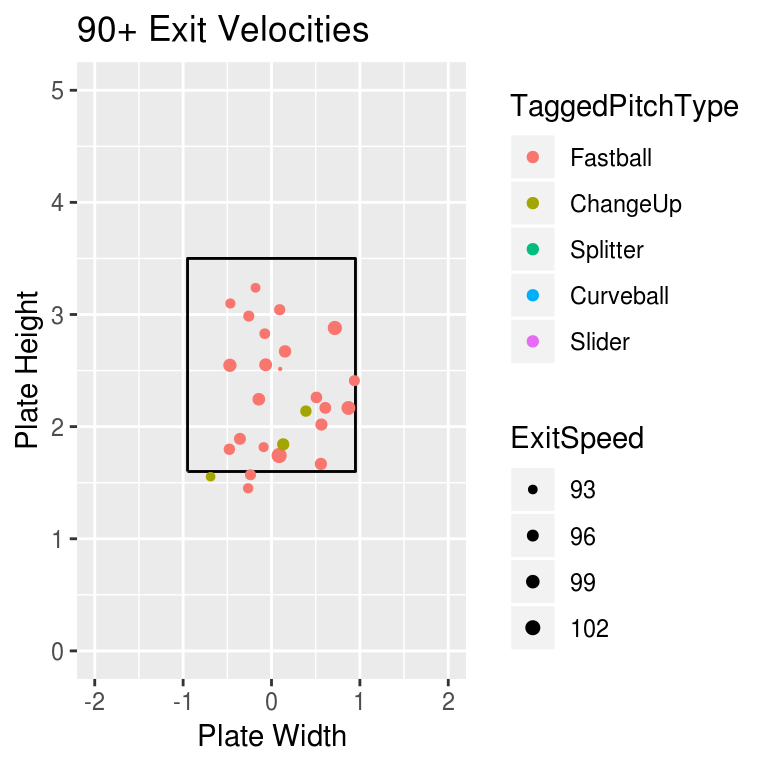 90+ Exit Velocities
5
4
3
2
1
0
Plate Height
-2 -1 0 1 2
Plate Width
TaggedPitchType
Fastball
ChangeUp
Splitter
Curveball
Slider
ExitSpeed
93
96
99
102